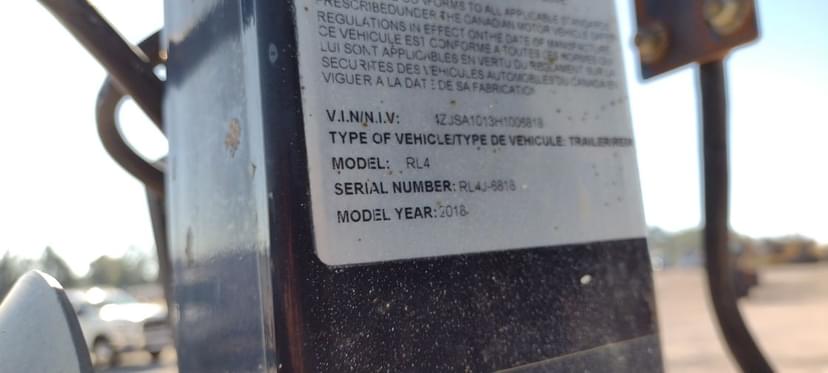 PRESCRIBED UNDER THE CANADIAN MOTOR VEHICLE
REGULATIONS IN EFFECT ON THE DATE OF MANUFACTURE.
CE VEHICULE EST CONFORME A TOUTES LES NORMES QUI
LUI SONT APPLICABLES EN VERTU DU REGLEMENT SUR LA
SECURITES DES VEHICULES AUTOMOBILES DU CANADA EN
VIGUER A LA DATE DE SA FABRICATION
V.I.N/N.I.V: 4ZJSA1013H1006818
TYPE OF VEHICLE/TYPE DE VEHICULE: TRAILER/REM
MODEL: RL4
SERIAL NUMBER: RL4J-6818
MODEL YEAR: 2018